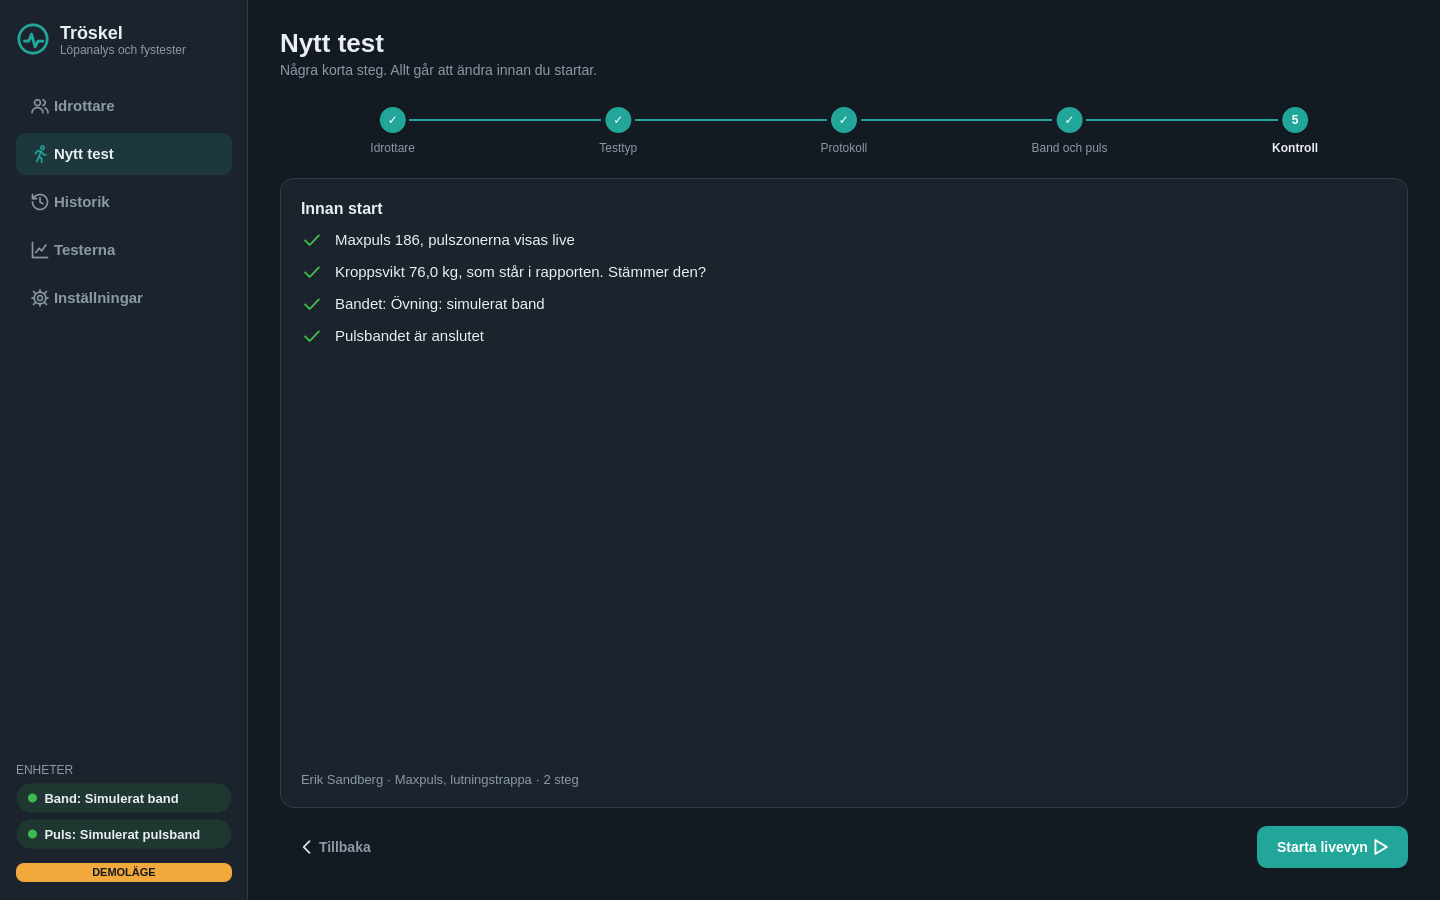 Tröskel
Löpanalys och fystester
Idrottare
Nytt test
Historik
Testerna
Inställningar
ENHETER
Band: Simulerat band
Puls: Simulerat pulsband
DEMOLÄGE
Nytt test
Några korta steg. Allt går att ändra innan du startar.
✓ ✓ ✓ ✓ 5
Idrottare Testtyp Protokoll Band och puls Kontroll
Innan start
Maxpuls 186, pulszonerna visas live
Kroppsvikt 76,0 kg, som står i rapporten. Stämmer den?
Bandet: Övning: simulerat band
Pulsbandet är anslutet
Erik Sandberg · Maxpuls, lutningstrappa · 2 steg
Tillbaka
Starta livevyn